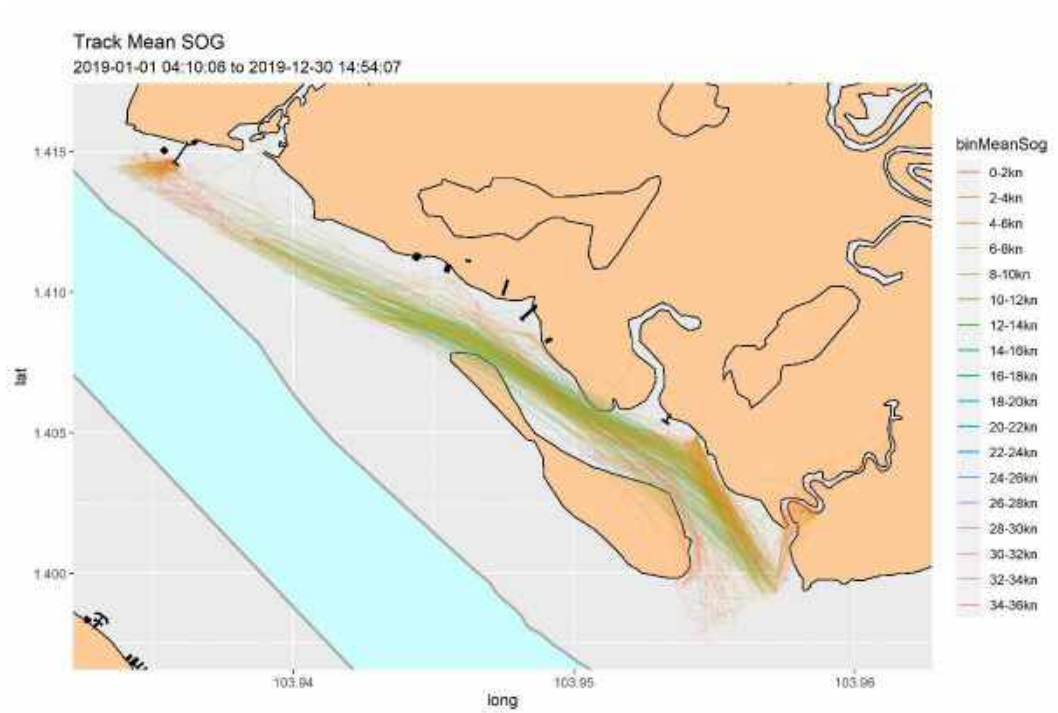 Track Mean SOG
2019-01-01 04:10:06 to 2019-12-30 14:54:07
1.415
1.410
1.405
1.400
lat
103.94
103.95
103.96
long
binMeanSog
0-2kn
2-4kn
4-6kn
6-8kn
8-10kn
10-12kn
12-14kn
14-16kn
16-18kn
18-20kn
20-22kn
22-24kn
24-26kn
26-28kn
28-30kn
30-32kn
32-34kn
34-36kn